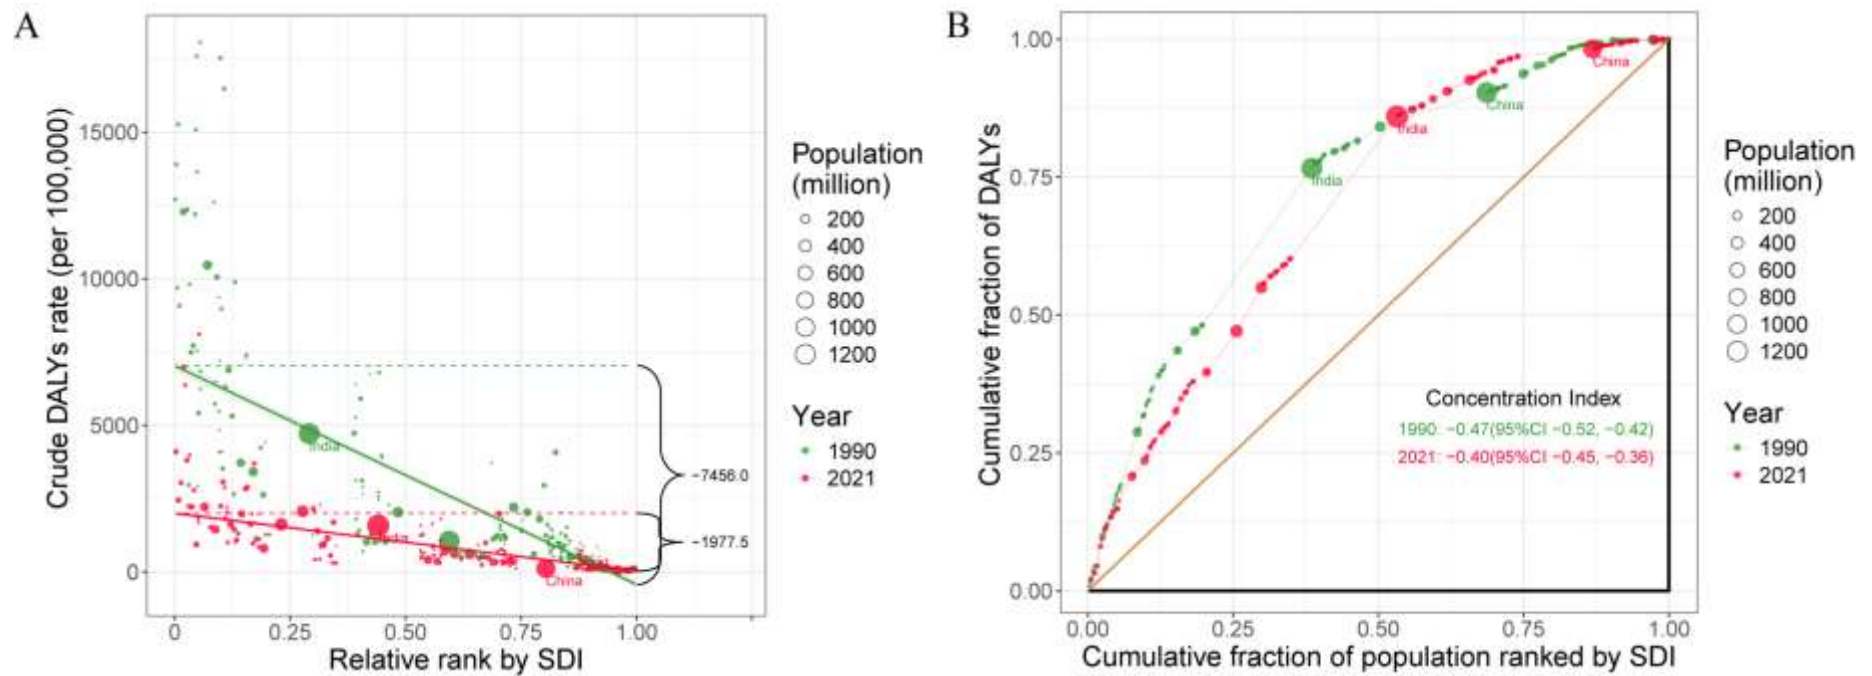 A
Crude DALYs rate (per 100,000)
15000
10000
5000
0
India
China
-7456.0
-1977.5
0
0.25
0.50
0.75
1.00
Relative rank by SDI
Population
(million)
200
400
600
800
1000
1200
Year
1990
2021
B
Cumulative fraction of DALYs
1.00
0.75
0.50
0.25
0.00
China
China
India
India
Concentration Index
1990: -0.47(95%CI -0.52, -0.42)
2021: -0.40(95%CI -0.45, -0.36)
0.00
0.25
0.50
0.75
1.00
Cumulative fraction of population ranked by SDI
Population
(million)
200
400
600
800
1000
1200
Year
1990
2021